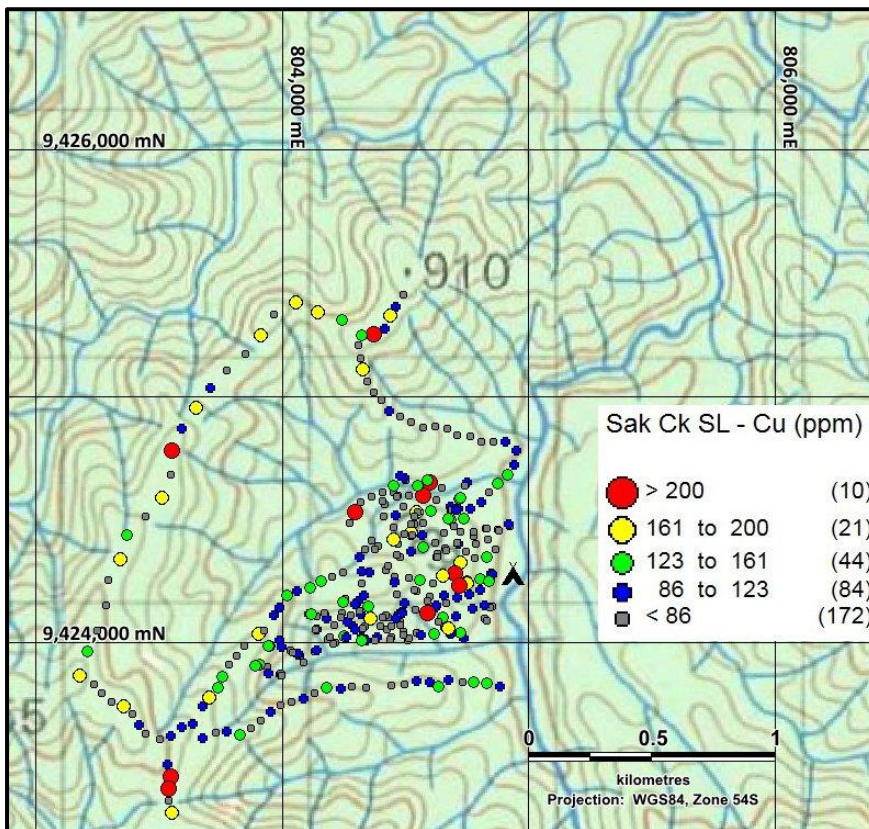 804,000 mE
806,000 mE
9,426,000 mN
910
Sak Ck SL - Cu (ppm)
> 200 (10)
161 to 200 (21)
123 to 161 (44)
86 to 123 (84)
< 86 (172)
X
9,424,000 mN
5
0 0.5 1
kilometres
Projection: WGS84, Zone 54S